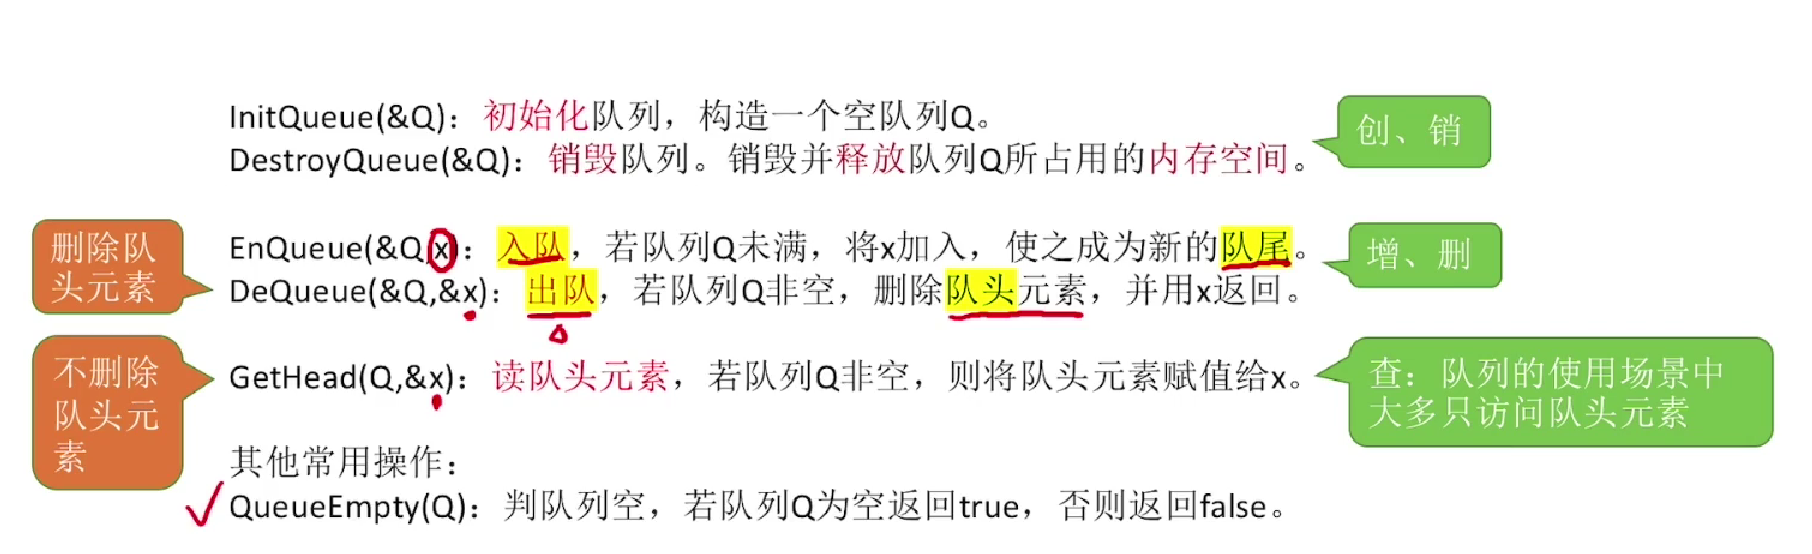 InitQueue(&Q)：初始化队列，构造一个空队列Q。
DestroyQueue(&Q)：销毁队列。销毁并释放队列Q所占用的内存空间。
创、销
删除队
头元素
EnQueue(&Q,x)：入队，若队列Q未满，将x加入，使之成为新的队尾。
DeQueue(&Q,&x)：出队，若队列Q非空，删除队头元素，并用x返回。
增、删
不删除
队头元
素
GetHead(Q,&x)：读队头元素，若队列Q非空，则将队头元素赋值给x。
查：队列的使用场景中
大多只访问队头元素
其他常用操作：
QueueEmpty(Q)：判队列空，若队列Q为空返回true，否则返回false。